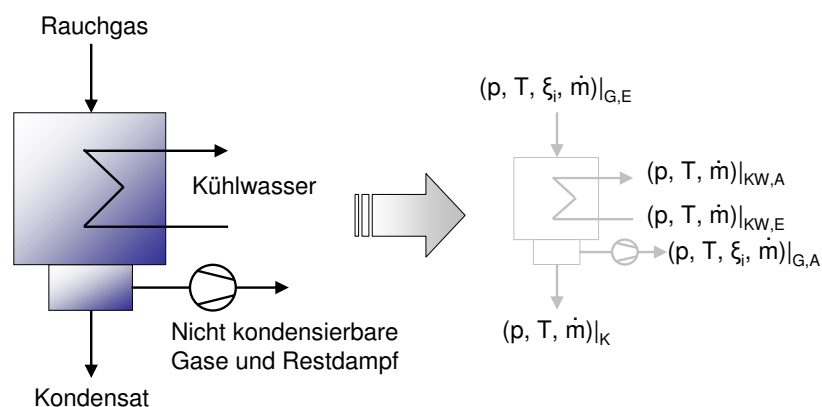 Rauchgas
Kühlwasser
Nicht kondensierbare
Gase und Restdampf
Kondensat
(p, T, ξi, ṁ)|G,E
(p, T, ṁ)|KW,A
(p, T, ṁ)|KW,E
(p, T, ξi, ṁ)|G,A
(p, T, ṁ)|K